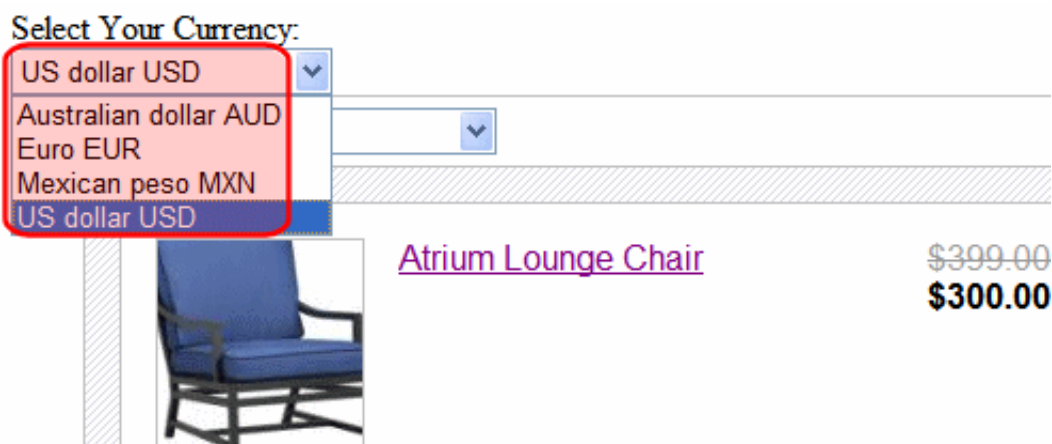 Select Your Currency:
US dollar USD
Australian dollar AUD
Euro EUR
Mexican peso MXN
US dollar USD
Atrium Lounge Chair
$399.00
$300.00